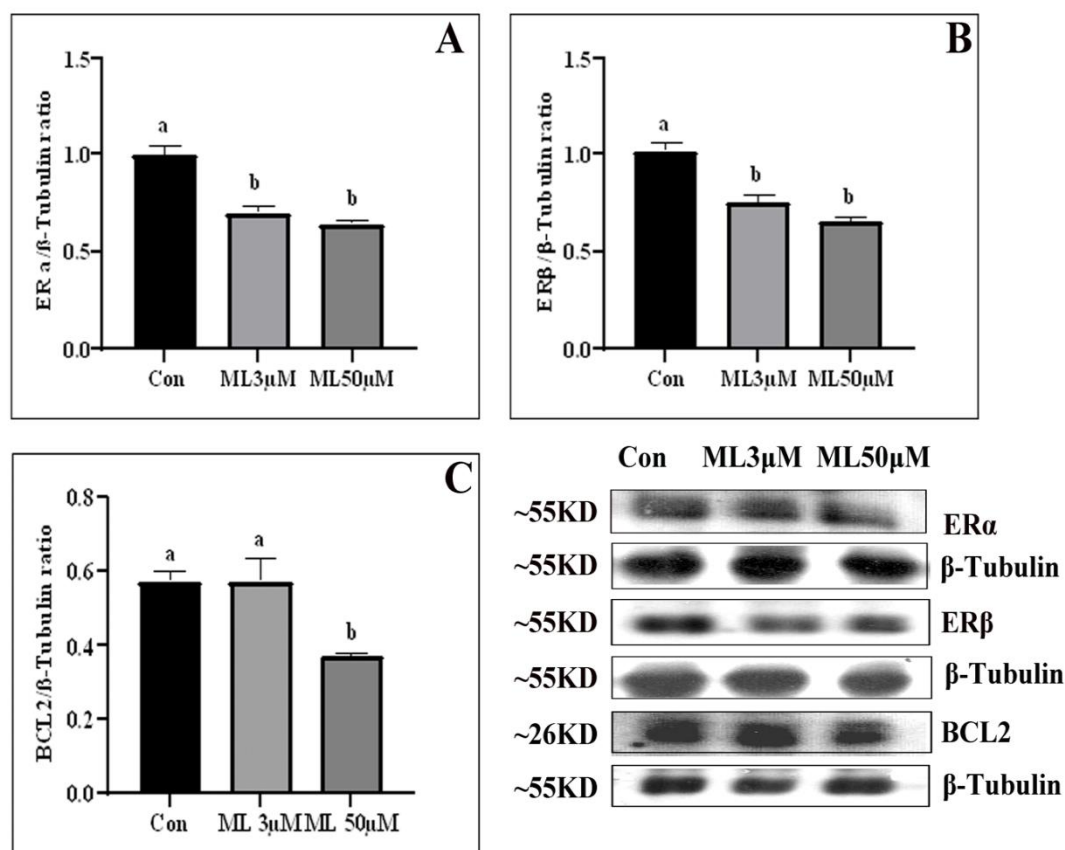 A
ER a/ß-Tubulin ratio
1.5
1.0
0.5
0.0
a
b
b
Con ML3µM ML50µM
B
ERβ/β-Tubulin ratio
1.5
1.0
0.5
0.0
a
b
b
Con ML3µM ML50µM
C
BCL2/ß-Tubulin ratio
0.8
0.6
0.4
0.2
0.0
a
a
b
Con ML 3µM ML 50µM
Con ML3µM ML50µM
~55KD ERα
~55KD β-Tubulin
~55KD ERβ
~55KD β-Tubulin
~26KD BCL2
~55KD β-Tubulin